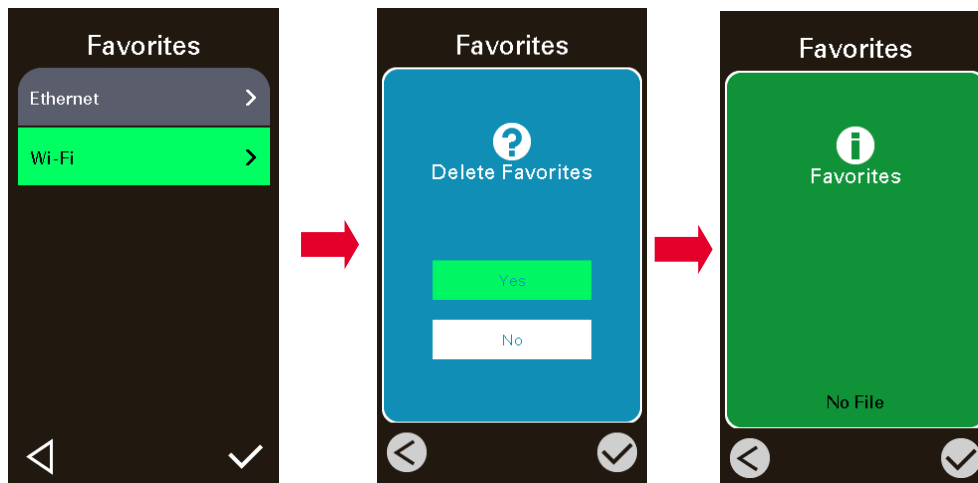 Favorites
Ethernet
Wi-Fi
Favorites
Delete Favorites
Yes
No
Favorites
Favorites
No File